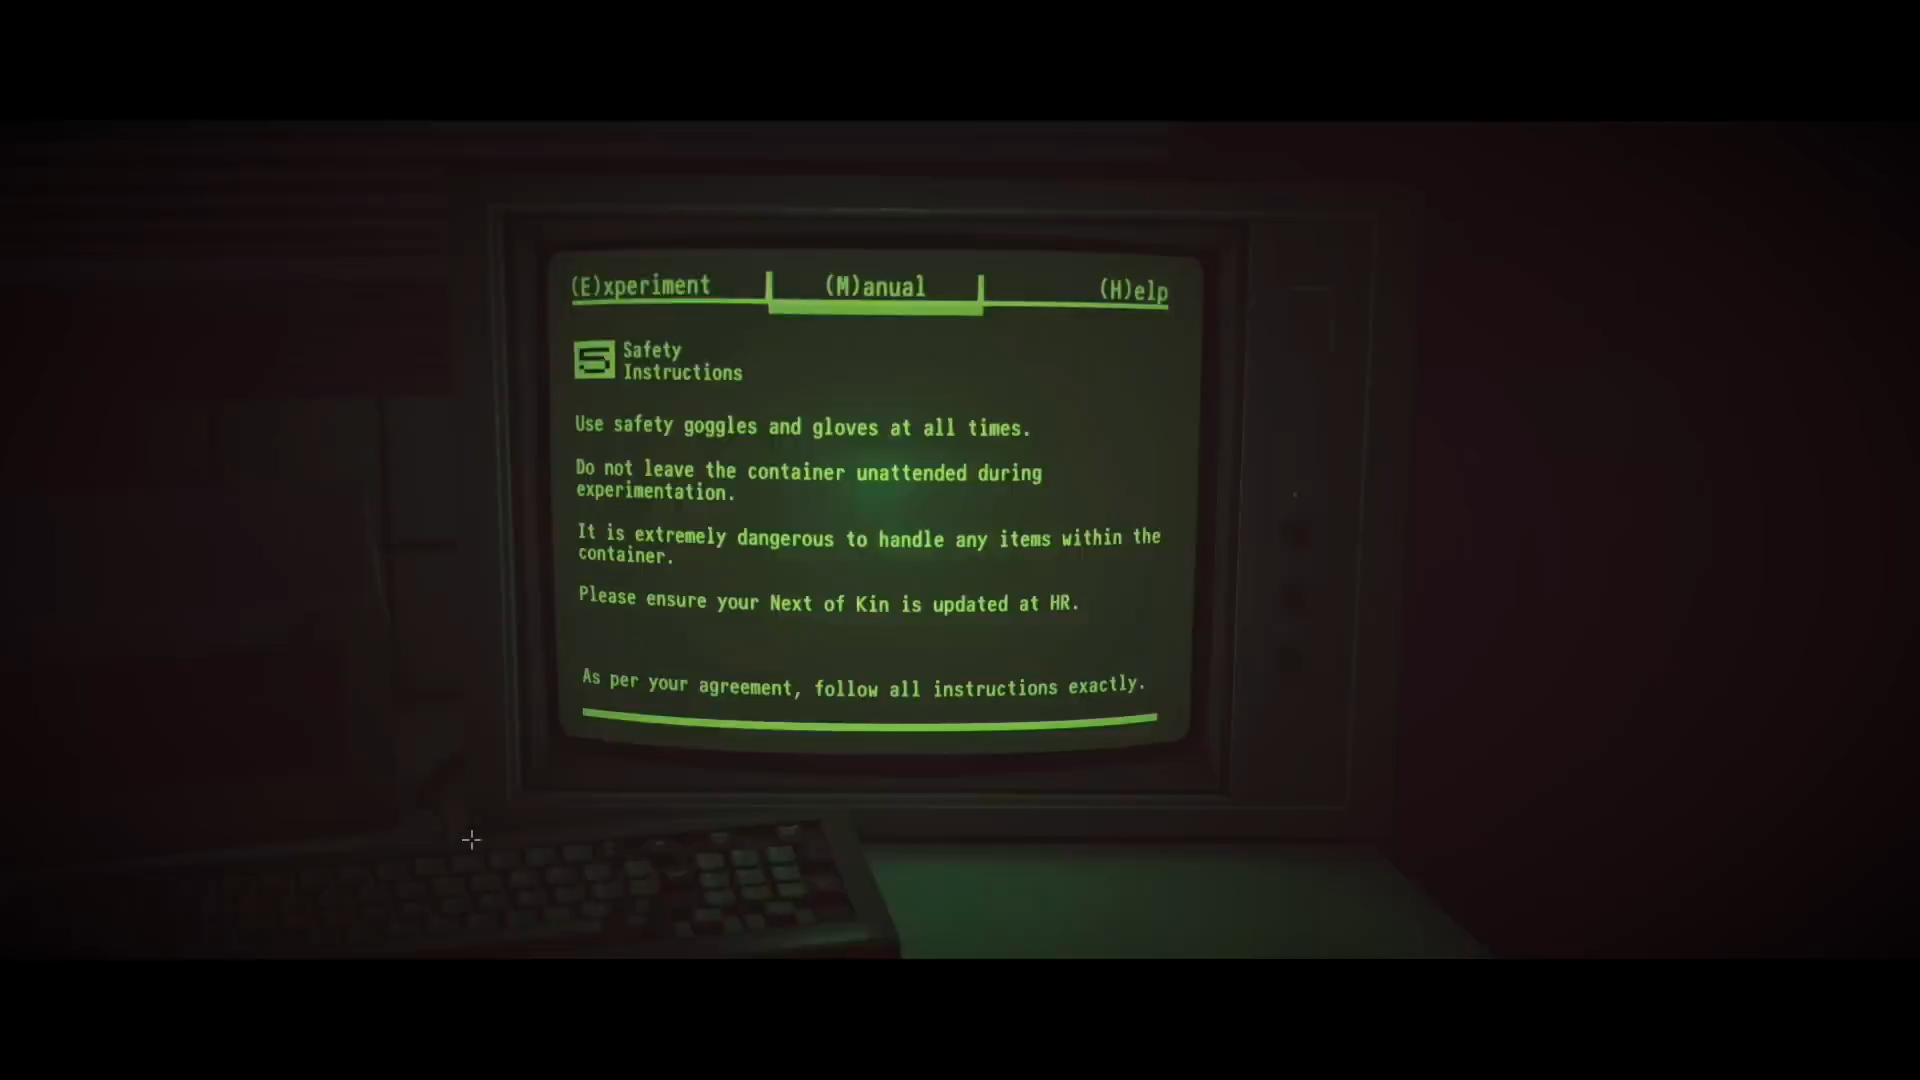 (E)xperiment (M)anual (H)elp
5 Safety
Instructions
Use safety goggles and gloves at all times.
Do not leave the container unattended during
experimentation.
It is extremely dangerous to handle any items within the
container.
Please ensure your Next of Kin is updated at HR.
As per your agreement, follow all instructions exactly.